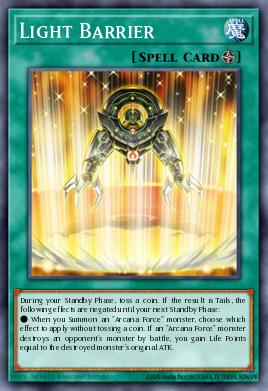 LIGHT BARRIER
魔
[SPELL CARD]
During your Standby Phase, toss a coin. If the result is Tails, the
following effects are negated until your next Standby Phase:
● When you Summon an "Arcana Force" monster, choose which
effect to apply without tossing a coin. If an "Arcana Force" monster
destroys an opponent's monster by battle, you gain Life Points
equal to the destroyed monster's original ATK.